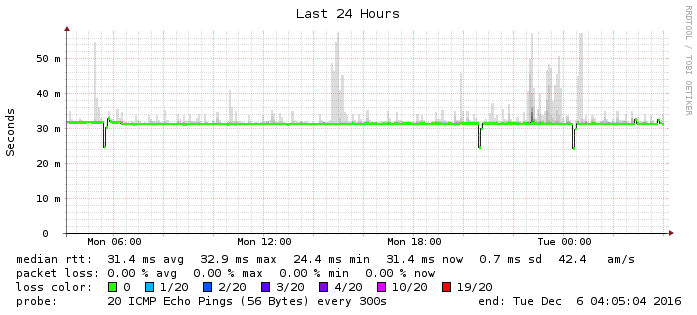 Last 24 Hours
RRDTOOL / TOBI OETIKER
Seconds
50 m
40 m
30 m
20 m
10 m
0
Mon 06:00 Mon 12:00 Mon 18:00 Tue 00:00
median rtt: 31.4 ms avg 32.9 ms max 24.4 ms min 31.4 ms now 0.7 ms sd 42.4 am/s
packet loss: 0.00 % avg 0.00 % max 0.00 % min 0.00 % now
loss color: 0 1/20 2/20 3/20 4/20 10/20 19/20
probe: 20 ICMP Echo Pings (56 Bytes) every 300s end: Tue Dec 6 04:05:04 2016